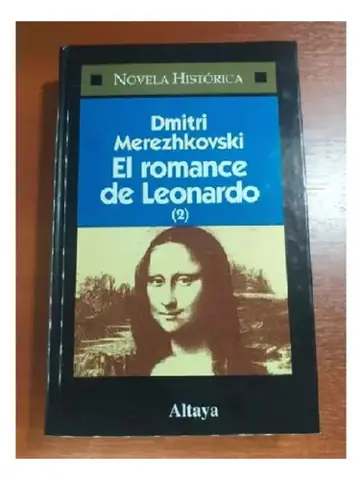 NOVELA HISTÓRICA
Dmitri
Merezhkovski
El romance
de Leonardo
(2)
Altaya